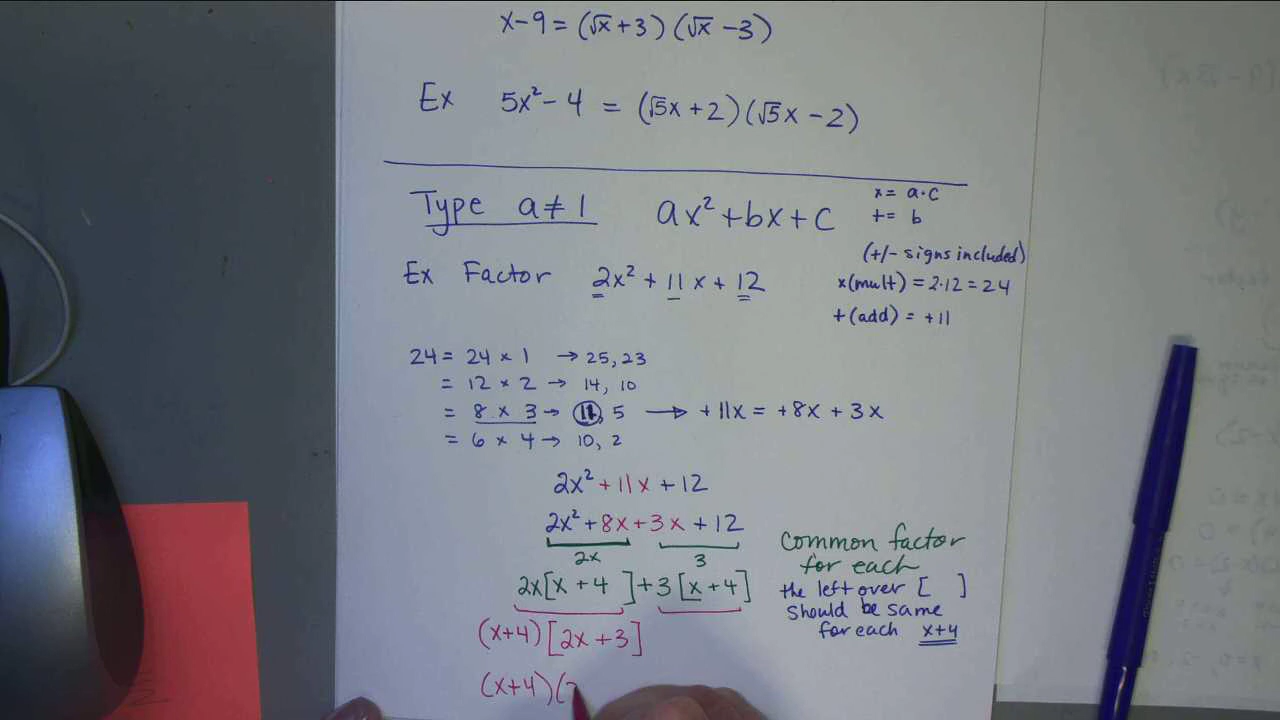 x-9 = (√x+3)(√x-3)
Ex 5x²-4 = (√5x+2)(√5x-2)
Type a≠1 ax²+bx+c
x = a·c
+ = b
(+/- signs included)
Ex Factor 2x² + 11x + 12
x(mult) = 2·12 = 24
+(add) = +11
24 = 24 x 1 → 25, 23
= 12 x 2 → 14, 10
= 8 x 3 → 11, 5 → +11x = +8x + 3x
= 6 x 4 → 10, 2
2x² + 11x + 12
2x² + 8x + 3x + 12
2x 3
2x[x + 4 ] + 3[x+4]
(x+4)[2x+3]
(x+4)(2
Common factor
for each
the left over [ ]
should be same
for each x+4